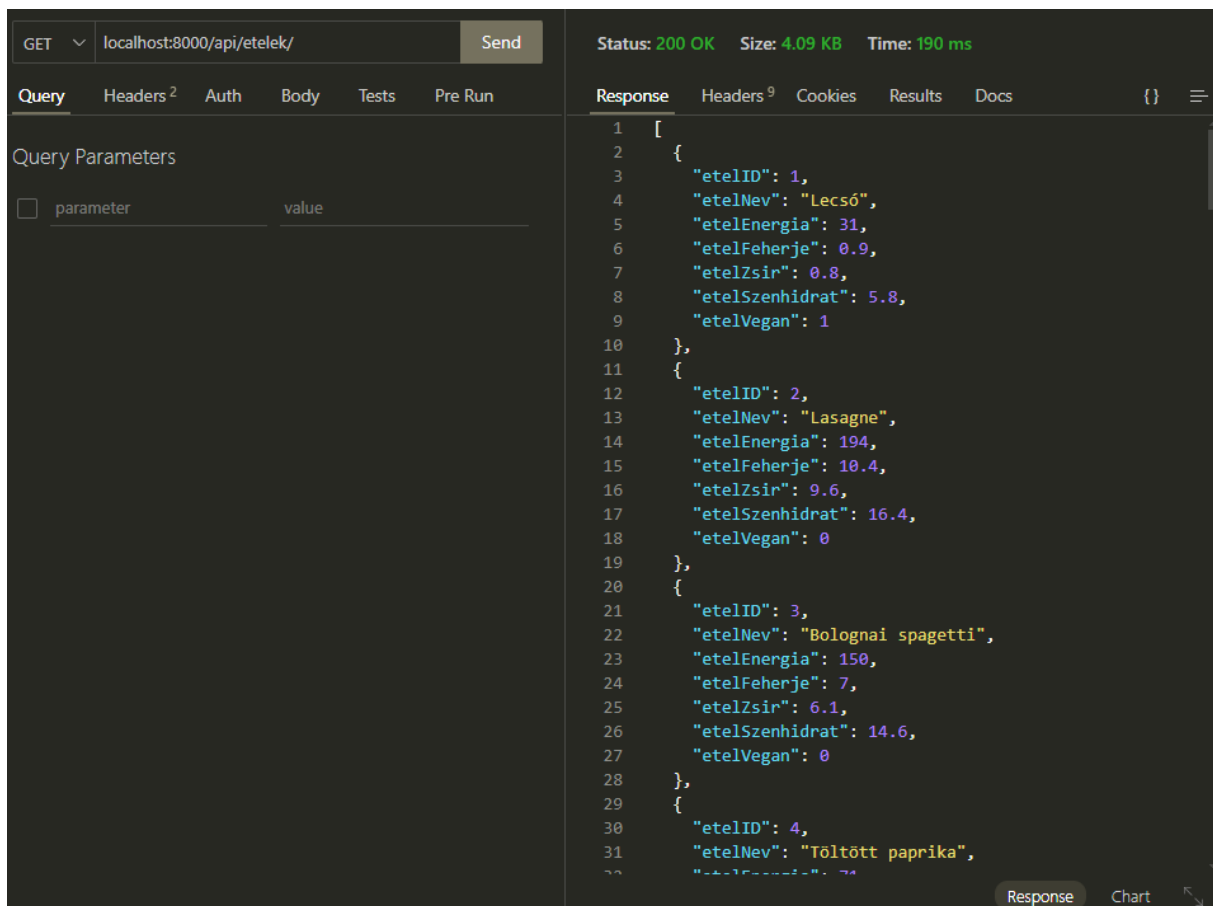 GET localhost:8000/api/etelek/ Send
Query Headers 2 Auth Body Tests Pre Run
Query Parameters
parameter value
Status: 200 OK Size: 4.09 KB Time: 190 ms
Response Headers 9 Cookies Results Docs {}
1 [
2 {
3 "etelID": 1,
4 "etelNev": "Lecsó",
5 "etelEnergia": 31,
6 "etelFeherje": 0.9,
7 "etelZsir": 0.8,
8 "etelSzenhidrat": 5.8,
9 "etelVegan": 1
10 },
11 {
12 "etelID": 2,
13 "etelNev": "Lasagne",
14 "etelEnergia": 194,
15 "etelFeherje": 10.4,
16 "etelZsir": 9.6,
17 "etelSzenhidrat": 16.4,
18 "etelVegan": 0
19 },
20 {
21 "etelID": 3,
22 "etelNev": "Bolognai spagetti",
23 "etelEnergia": 150,
24 "etelFeherje": 7,
25 "etelZsir": 6.1,
26 "etelSzenhidrat": 14.6,
27 "etelVegan": 0
28 },
29 {
30 "etelID": 4,
31 "etelNev": "Töltött paprika",
32 "etelEnergia": 71
Response Chart